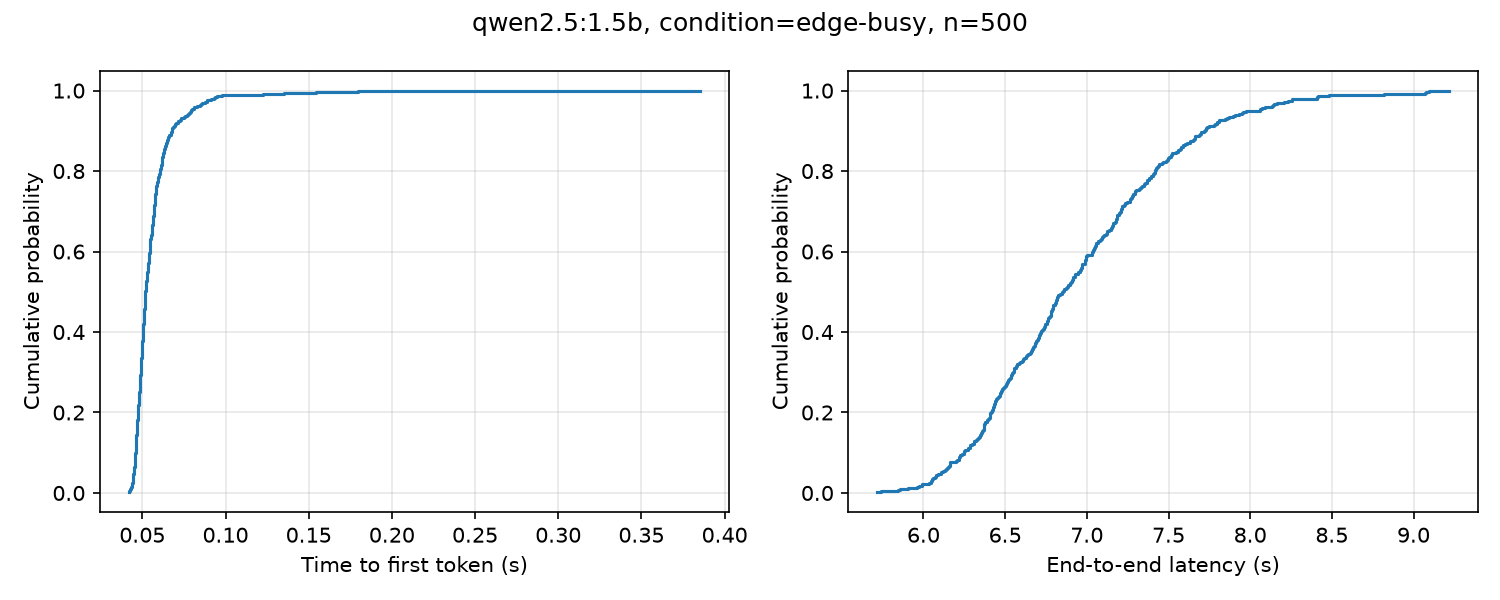 qwen2.5:1.5b, condition=edge-busy, n=500
Cumulative probability
1.0
0.8
0.6
0.4
0.2
0.0
0.05 0.10 0.15 0.20 0.25 0.30 0.35 0.40
Time to first token (s)
Cumulative probability
1.0
0.8
0.6
0.4
0.2
0.0
6.0 6.5 7.0 7.5 8.0 8.5 9.0
End-to-end latency (s)